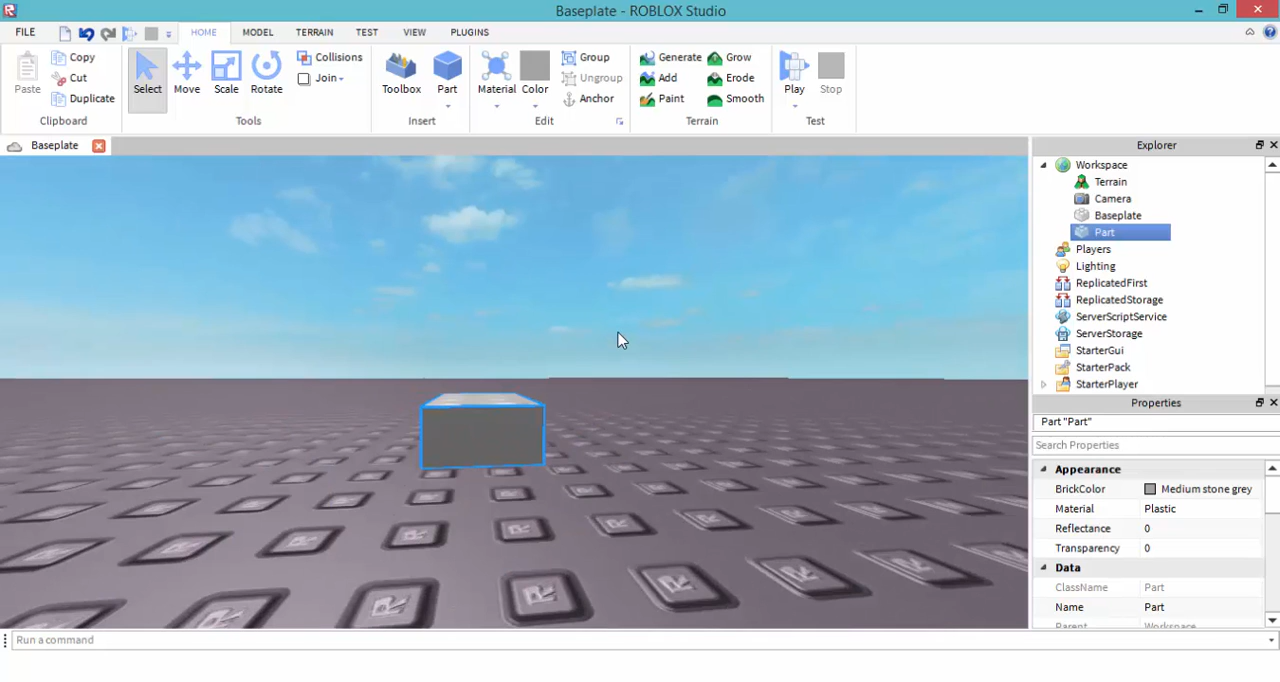 Baseplate - ROBLOX Studio
FILE HOME MODEL TERRAIN TEST VIEW PLUGINS
Paste
Copy
Cut
Duplicate
Clipboard
Select Move Scale Rotate
Collisions
Join
Tools
Toolbox Part
Insert
Material Color
Group
Ungroup
Anchor
Edit
Generate Grow
Add Erode
Paint Smooth
Terrain
Play Stop
Test
Baseplate
Explorer
Workspace
Terrain
Camera
Baseplate
Part
Players
Lighting
ReplicatedFirst
ReplicatedStorage
ServerScriptService
ServerStorage
StarterGui
StarterPack
StarterPlayer
Properties
Part "Part"
Search Properties
Appearance
BrickColor Medium stone grey
Material Plastic
Reflectance 0
Transparency 0
Data
ClassName Part
Name Part
Parent Workspace
Run a command